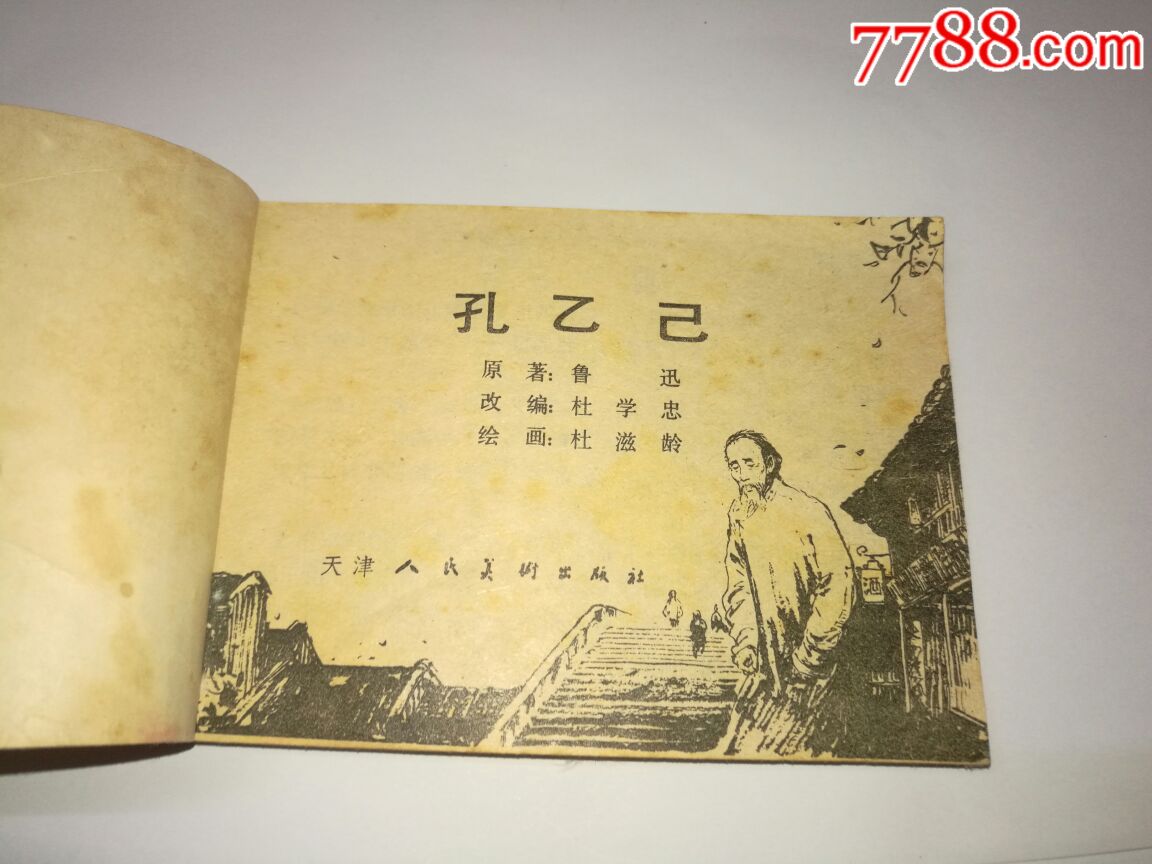 7788.com
孔乙己
原著:鲁迅
改编:杜学忠
绘画:杜滋龄
天津人民美術出版社
酒